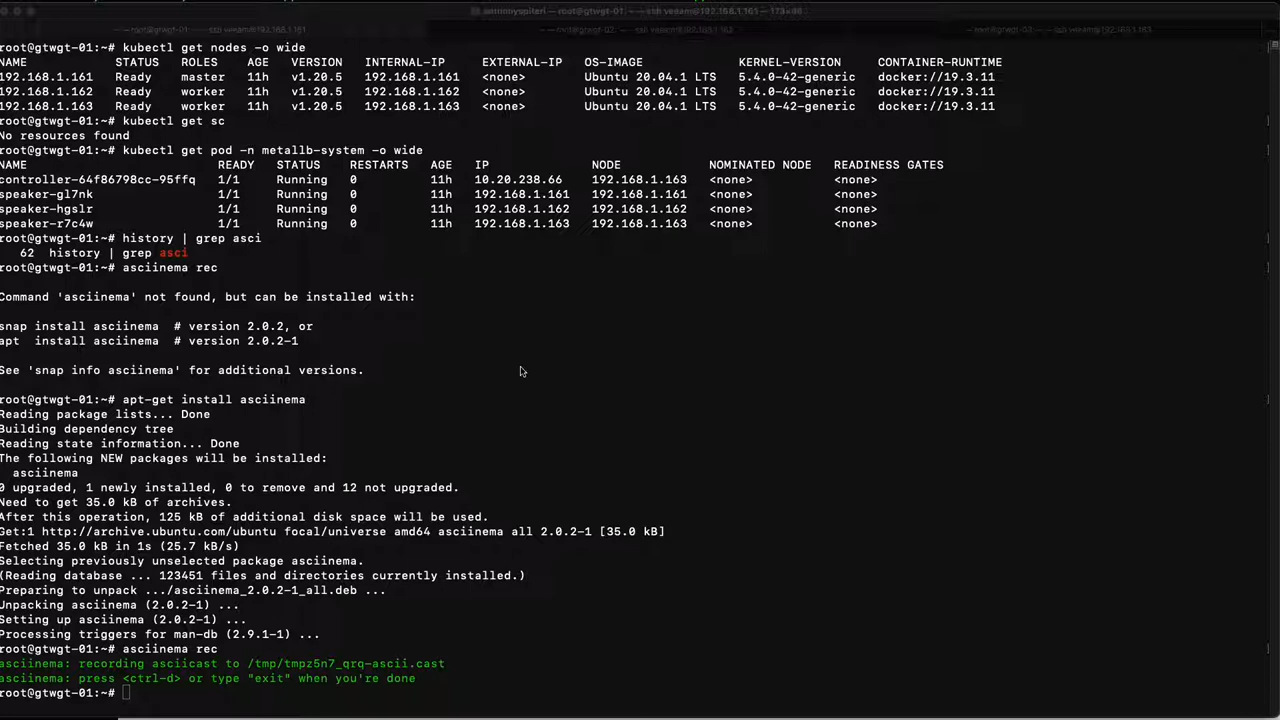 root@gtwgt-01:~# kubectl get nodes -o wide
NAME STATUS ROLES AGE VERSION INTERNAL-IP EXTERNAL-IP OS-IMAGE KERNEL-VERSION CONTAINER-RUNTIME
192.168.1.161 Ready master 11h v1.20.5 192.168.1.161 <none> Ubuntu 20.04.1 LTS 5.4.0-42-generic docker://19.3.11
192.168.1.162 Ready worker 11h v1.20.5 192.168.1.162 <none> Ubuntu 20.04.1 LTS 5.4.0-42-generic docker://19.3.11
192.168.1.163 Ready worker 11h v1.20.5 192.168.1.163 <none> Ubuntu 20.04.1 LTS 5.4.0-42-generic docker://19.3.11
root@gtwgt-01:~# kubectl get sc
No resources found
root@gtwgt-01:~# kubectl get pod -n metallb-system -o wide
NAME READY STATUS RESTARTS AGE IP NODE NOMINATED NODE READINESS GATES
controller-64f86798cc-95ffq 1/1 Running 0 11h 10.20.238.66 192.168.1.163 <none> <none>
speaker-gl7nk 1/1 Running 0 11h 192.168.1.161 192.168.1.161 <none> <none>
speaker-hgslr 1/1 Running 0 11h 192.168.1.162 192.168.1.162 <none> <none>
speaker-r7c4w 1/1 Running 0 11h 192.168.1.163 192.168.1.163 <none> <none>
root@gtwgt-01:~# history | grep asci
62 history | grep asci
root@gtwgt-01:~# asciinema rec
Command 'asciinema' not found, but can be installed with:
snap install asciinema # version 2.0.2, or
apt install asciinema # version 2.0.2-1
See 'snap info asciinema' for additional versions.
root@gtwgt-01:~# apt-get install asciinema
Reading package lists... Done
Building dependency tree
Reading state information... Done
The following NEW packages will be installed:
asciinema
0 upgraded, 1 newly installed, 0 to remove and 12 not upgraded.
Need to get 35.0 kB of archives.
After this operation, 125 kB of additional disk space will be used.
Get:1 http://archive.ubuntu.com/ubuntu focal/universe amd64 asciinema all 2.0.2-1 [35.0 kB]
Fetched 35.0 kB in 1s (25.7 kB/s)
Selecting previously unselected package asciinema.
(Reading database ... 123451 files and directories currently installed.)
Preparing to unpack .../asciinema_2.0.2-1_all.deb ...
Unpacking asciinema (2.0.2-1) ...
Setting up asciinema (2.0.2-1) ...
Processing triggers for man-db (2.9.1-1) ...
root@gtwgt-01:~# asciinema rec
asciinema: recording asciicast to /tmp/tmpz5n7_qrq-ascii.cast
asciinema: press <ctrl-d> or type "exit" when you're done
root@gtwgt-01:~#